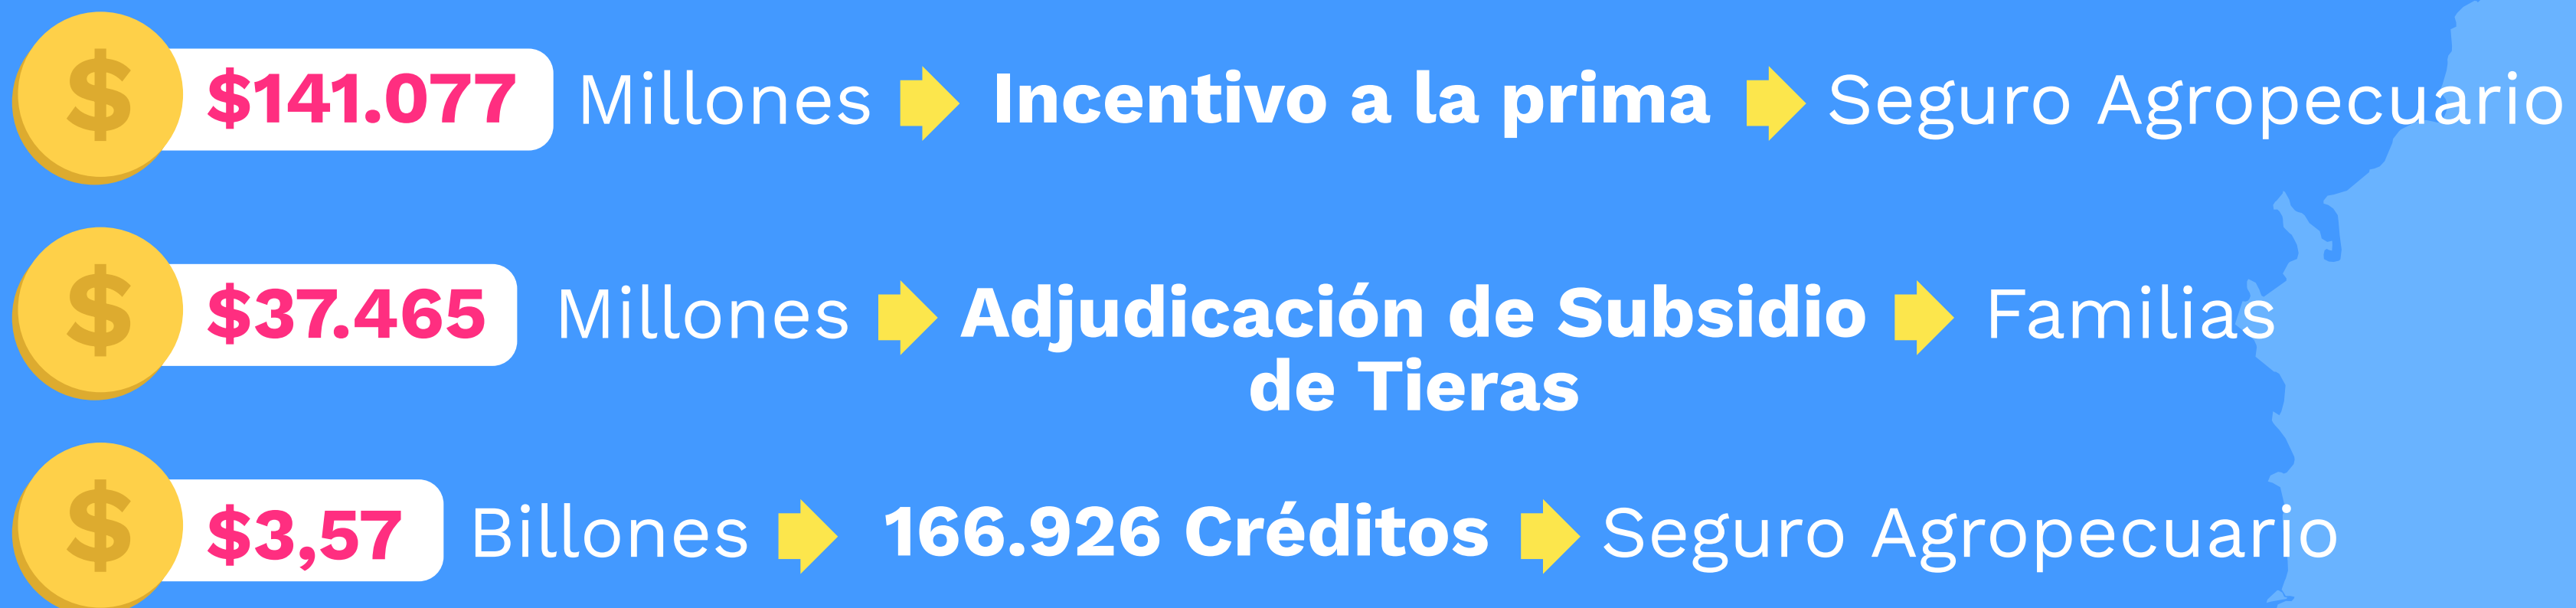 $ $141.077 Millones Incentivo a la prima Seguro Agropecuario
$ $37.465 Millones Adjudicación de Subsidio Familias
de Tieras
$ $3,57 Billones 166.926 Créditos Seguro Agropecuario